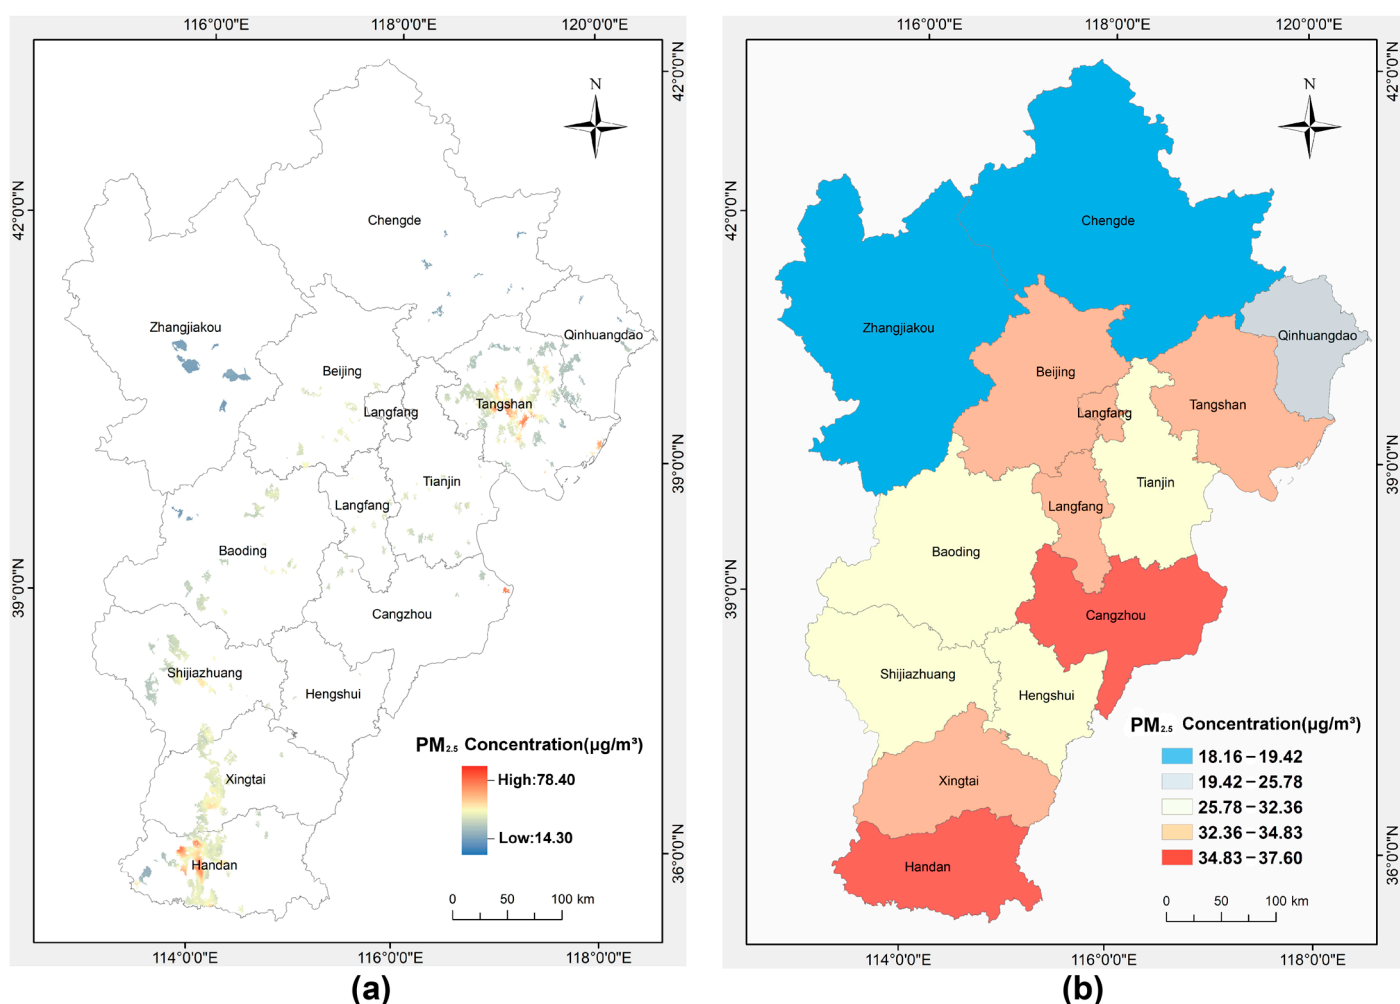 116°0'0"E 118°0'0"E 120°0'0"E
42°0'0"N
N
42°0'0"N
Chengde
Zhangjiakou
Qinhuangdao
Beijing
Langfang
Tangshan
39°0'0"N
Tianjin
Langfang
Baoding
39°0'0"N
Cangzhou
Shijiazhuang
Hengshui
PM2.5 Concentration(μg/m³)
High:78.40
Low:14.30
Xingtai
Handan
36°0'0"N
0 50 100 km
114°0'0"E 116°0'0"E 118°0'0"E
(a)
116°0'0"E 118°0'0"E 120°0'0"E
42°0'0"N
N
42°0'0"N
Chengde
Zhangjiakou
Qinhuangdao
Beijing
Langfang
Tangshan
39°0'0"N
Tianjin
Langfang
Baoding
39°0'0"N
Cangzhou
Shijiazhuang
Hengshui
PM2.5 Concentration(μg/m³)
18.16–19.42
19.42–25.78
25.78–32.36
32.36–34.83
34.83–37.60
Xingtai
Handan
36°0'0"N
0 50 100 km
114°0'0"E 116°0'0"E 118°0'0"E
(b)